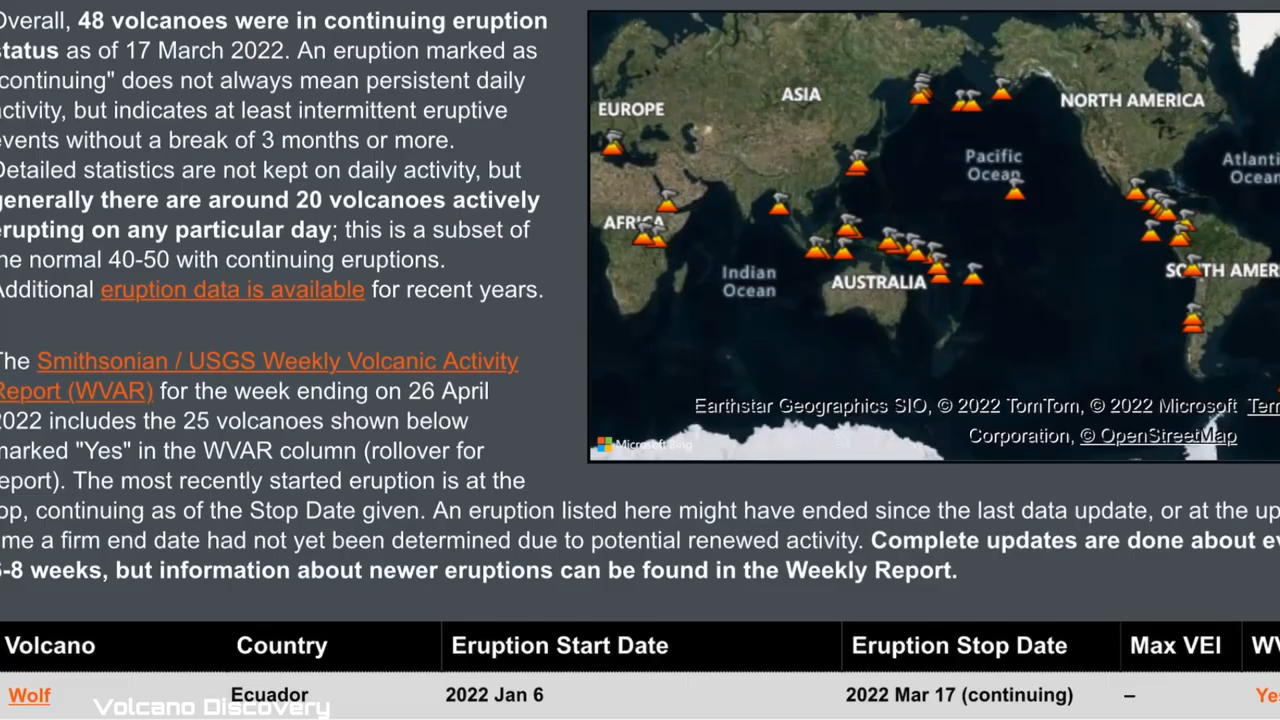 Overall, 48 volcanoes were in continuing eruption
status as of 17 March 2022. An eruption marked as
continuing" does not always mean persistent daily
activity, but indicates at least intermittent eruptive
events without a break of 3 months or more.
Detailed statistics are not kept on daily activity, but
generally there are around 20 volcanoes actively
erupting on any particular day; this is a subset of
the normal 40-50 with continuing eruptions.
Additional eruption data is available for recent years.
The Smithsonian / USGS Weekly Volcanic Activity
Report (WVAR) for the week ending on 26 April
2022 includes the 25 volcanoes shown below
marked "Yes" in the WVAR column (rollover for
report). The most recently started eruption is at the
top, continuing as of the Stop Date given. An eruption listed here might have ended since the last data update, or at the up
time a firm end date had not yet been determined due to potential renewed activity. Complete updates are done about ev
6-8 weeks, but information about newer eruptions can be found in the Weekly Report.
EUROPE
ASIA
NORTH AMERICA
Pacific
Ocean
Atlanti
Ocean
AFRICA
Indian
Ocean
AUSTRALIA
SOUTH AMER
Earthstar Geographics SIO, © 2022 TomTom, © 2022 Microsoft Ter
Corporation, © OpenStreetMap
Microsoft Bing
Volcano Country Eruption Start Date Eruption Stop Date Max VEI WV
Wolf Ecuador 2022 Jan 6 2022 Mar 17 (continuing) – Yes
Volcano Discovery